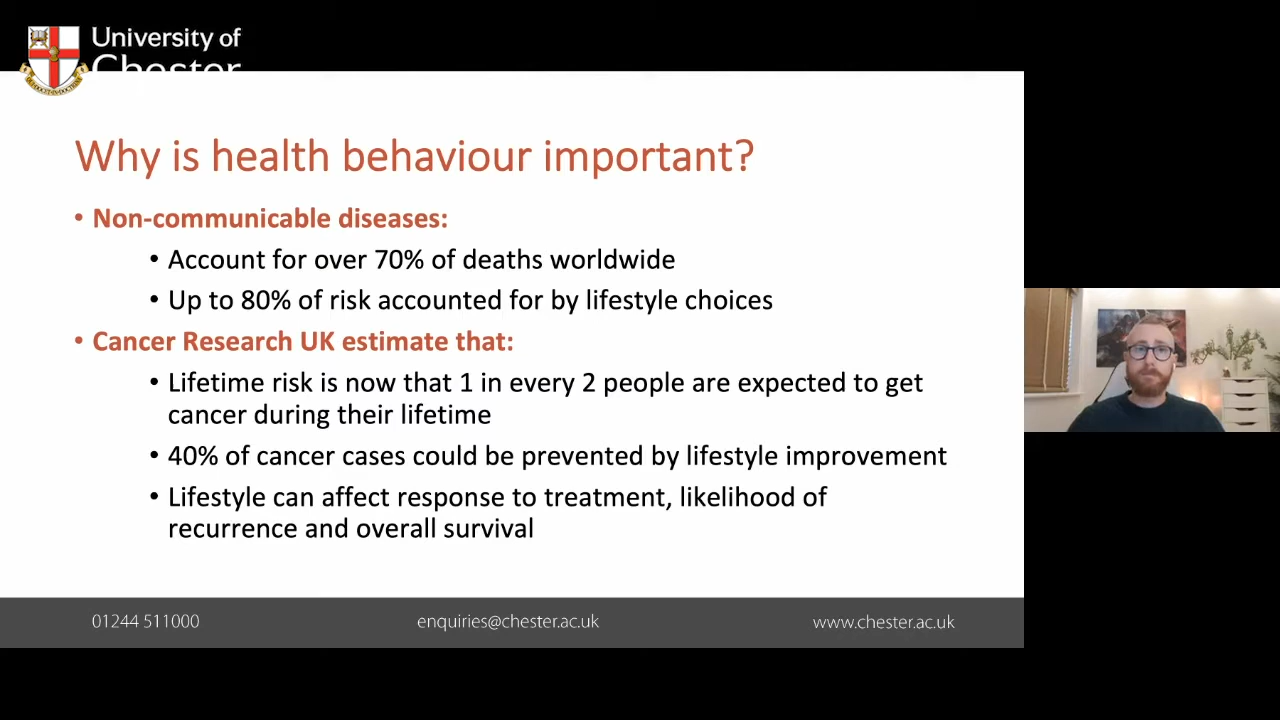 University of
Chester
Why is health behaviour important?
• Non-communicable diseases:
• Account for over 70% of deaths worldwide
• Up to 80% of risk accounted for by lifestyle choices
• Cancer Research UK estimate that:
• Lifetime risk is now that 1 in every 2 people are expected to get
cancer during their lifetime
• 40% of cancer cases could be prevented by lifestyle improvement
• Lifestyle can affect response to treatment, likelihood of
recurrence and overall survival
01244 511000
enquiries@chester.ac.uk
www.chester.ac.uk